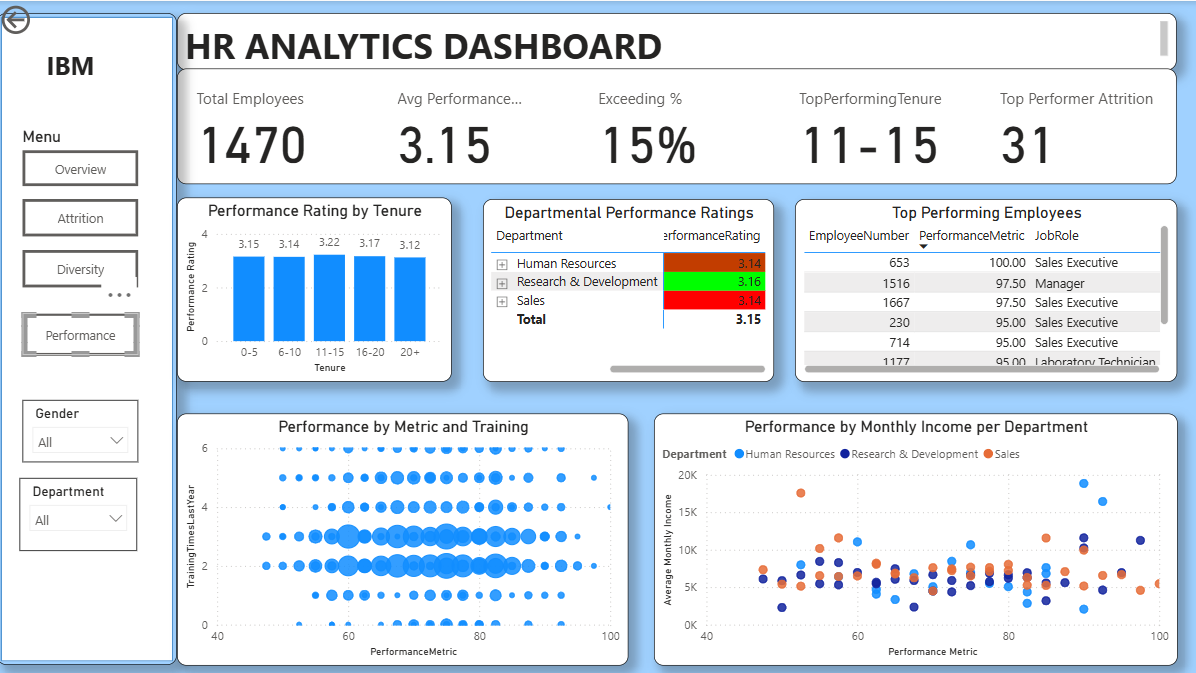 HR ANALYTICS DASHBOARD
IBM
Menu
Overview
Attrition
Diversity
Performance
Gender
All
Department
All
Total Employees
1470
Avg Performance...
3.15
Exceeding %
15%
TopPerformingTenure
11-15
Top Performer Attrition
31
Performance Rating by Tenure
Performance Rating
4
2
0
3.15 3.14 3.22 3.17 3.12
0-5 6-10 11-15 16-20 20+
Tenure
Departmental Performance Ratings
Department erformanceRating
Human Resources 3.14
Research & Development 3.16
Sales 3.14
Total 3.15
Top Performing Employees
EmployeeNumber PerformanceMetric JobRole
653 100.00 Sales Executive
1516 97.50 Manager
1667 97.50 Sales Executive
230 95.00 Sales Executive
714 95.00 Sales Executive
1177 95.00 Laboratory Technician
Performance by Metric and Training
TrainingTimesLastYear
6
4
2
0
40 60 80 100
PerformanceMetric
Performance by Monthly Income per Department
Department Human Resources Research & Development Sales
Average Monthly Income
20K
15K
10K
5K
0K
40 60 80 100
Performance Metric